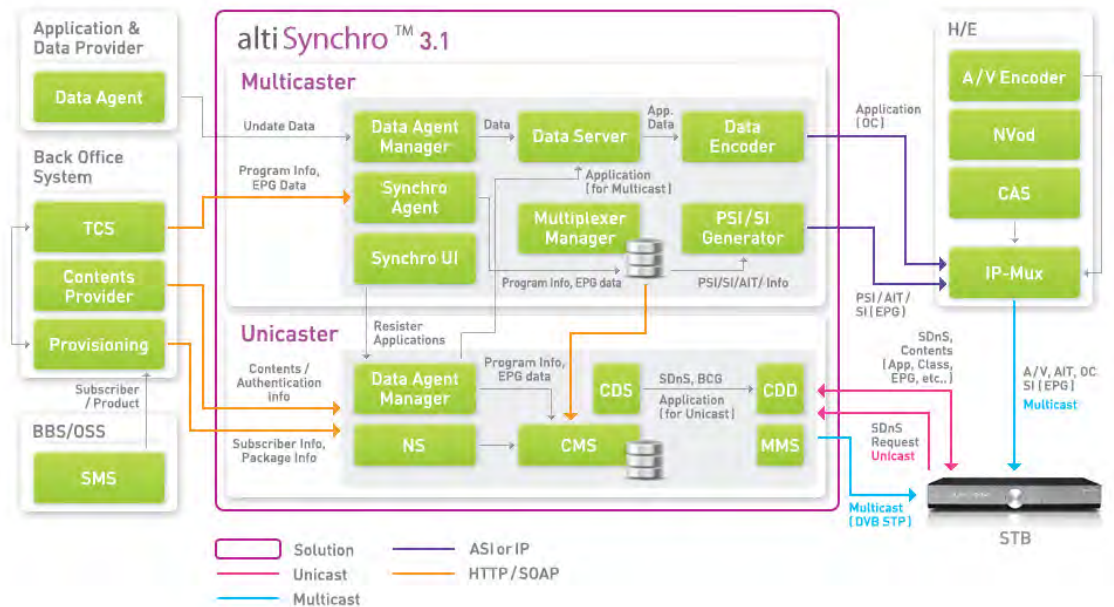 Application &
Data Provider
Data Agent
Back Office
System
TCS
Contents
Provider
Provisioning
Subscriber
/ Product
BBS/OSS
SMS
altiSynchro™ 3.1
Multicaster
Undate Data
Data Agent
Manager
Data
Data Server
App.
Data
Data
Encoder
Program Info,
EPG Data
Synchro
Agent
Application
(for Multicast)
Synchro UI
Multiplexer
Manager
PSI/SI
Generator
Program Info, EPG data
PSI/SI/AIT/ Info
Unicaster
Resister
Applications
Contents /
Authentication
info
Data Agent
Manager
Program Info,
EPG data
CDS
SDnS, BCG
Application
(for Unicast)
CDD
Subscriber Info,
Package Info
NS
CMS
MMS
H/E
A/V Encoder
NVod
CAS
IP-Mux
Application
(OC)
PSI/AIT/
SI(EPG)
SDnS,
Contents
(App, Class,
EPG, etc..)
A/V, AIT, OC
SI(EPG)
Multicast
SDnS
Request
Unicast
Multicast
(DVB STP)
STB
Solution
Unicast
Multicast
ASI or IP
HTTP/SOAP